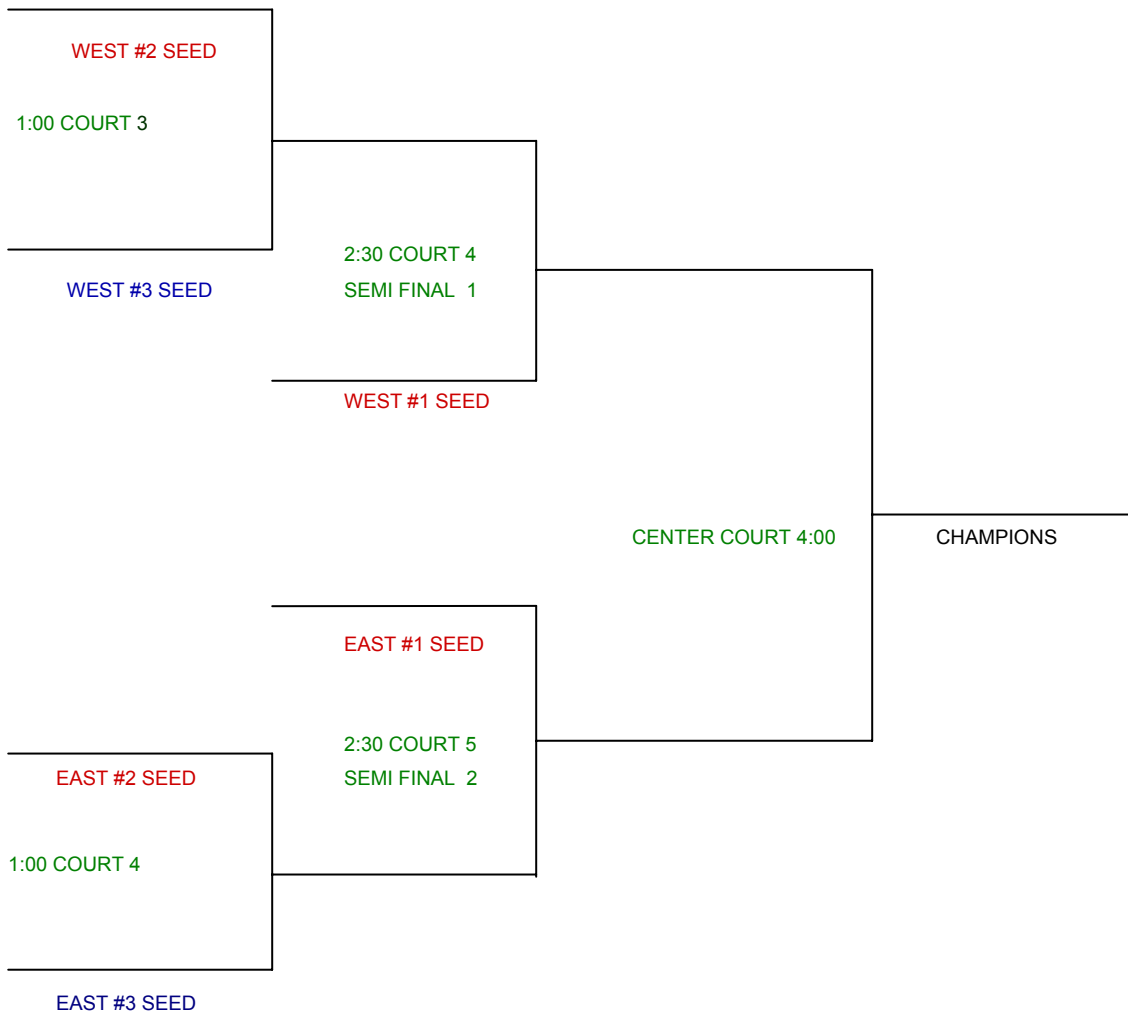 WEST #2 SEED
1:00 COURT 3
2:30 COURT 4
WEST #3 SEED
SEMI FINAL  1
WEST #1 SEED
CENTER COURT 4:00
CHAMPIONS
EAST #1 SEED
2:30 COURT 5
EAST #2 SEED
SEMI FINAL  2
1:00 COURT 4
EAST #3 SEED